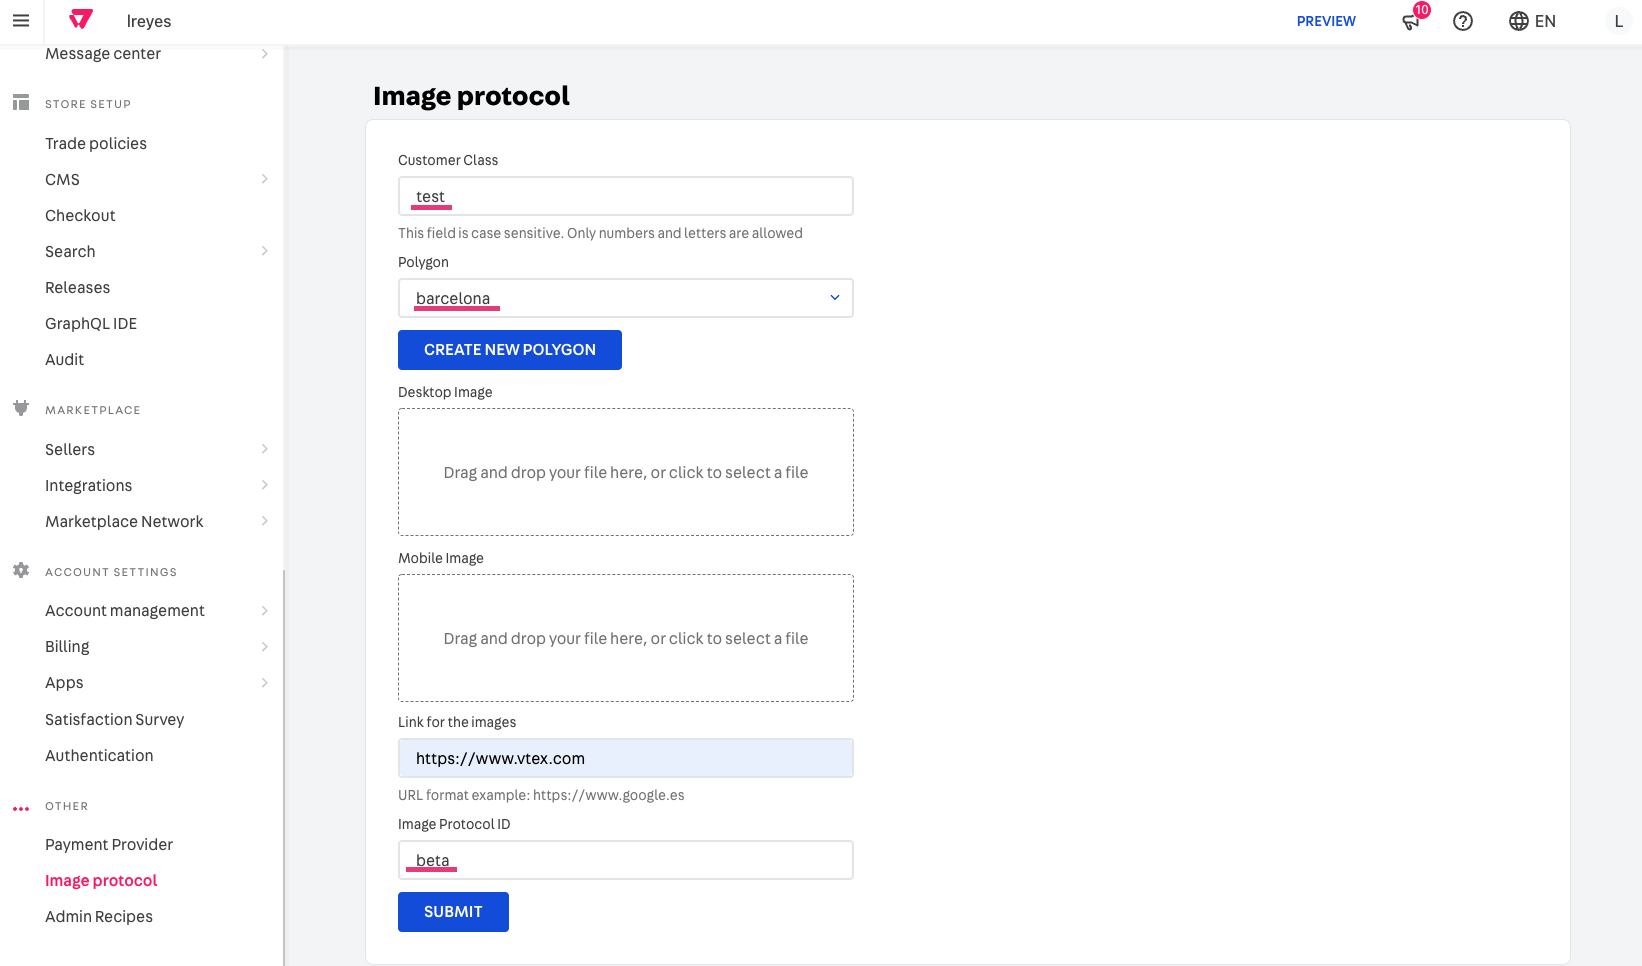 Ireyes
PREVIEW
10
EN
L
Message center
STORE SETUP
Trade policies
CMS
Checkout
Search
Releases
GraphQL IDE
Audit
MARKETPLACE
Sellers
Integrations
Marketplace Network
ACCOUNT SETTINGS
Account management
Billing
Apps
Satisfaction Survey
Authentication
OTHER
Payment Provider
Image protocol
Admin Recipes
Image protocol
Customer Class
test
This field is case sensitive. Only numbers and letters are allowed
Polygon
barcelona
CREATE NEW POLYGON
Desktop Image
Drag and drop your file here, or click to select a file
Mobile Image
Drag and drop your file here, or click to select a file
Link for the images
https://www.vtex.com
URL format example: https://www.google.es
Image Protocol ID
beta
SUBMIT